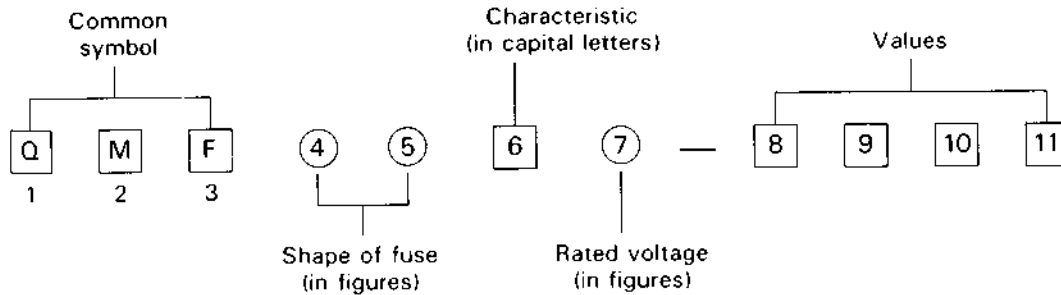 Common
symbol
Characteristic
(in capital letters)
Values
Q M F 4 5 6 7 — 8 9 10 11
1 2 3
Shape of fuse
(in figures)
Rated voltage
(in figures)